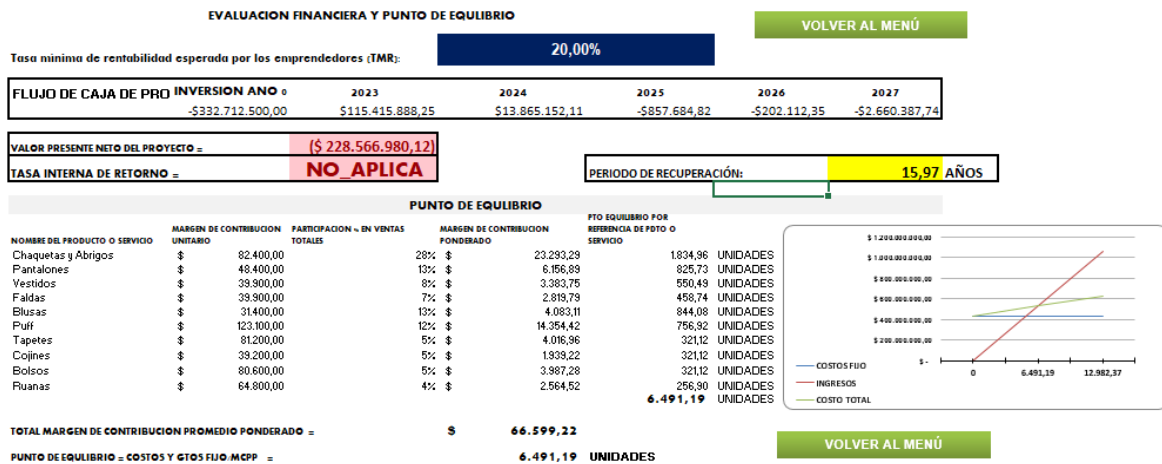 EVALUACION FINANCIERA Y PUNTO DE EQULIBRIO
VOLVER AL MENÚ
Tasa minima de rentabilidad esperada por los emprendedores (TMR): 20,00%
FLUJO DE CAJA DE PRO INVERSION ANO 0 2023 2024 2025 2026 2027
-$332.712.500,00 $115.415.888,25 $13.865.152,11 -$857.684,82 -$202.112,35 -$2.660.387,74
VALOR PRESENTE NETO DEL PROYECTO = ($ 228.566.980,12)
TASA INTERNA DE RETORNO = NO_APLICA PERIODO DE RECUPERACIÓN: 15,97 AÑOS
PUNTO DE EQULIBRIO
NOMBRE DEL PRODUCTO O SERVICIO MARGEN DE CONTRIBUCION UNITARIO PARTICIPACION % EN VENTAS TOTALES MARGEN DE CONTRIBUCION PONDERADO PTO EQUILIBRIO POR REFERENCIA DE PDTO O SERVICIO
Chaquetas y Abrigos $ 82.400,00 28% $ 23.293,29 1.834,96 UNIDADES
Pantalones $ 48.400,00 13% $ 6.156,89 825,73 UNIDADES
Vestidos $ 39.900,00 8% $ 3.383,75 550,49 UNIDADES
Faldas $ 39.900,00 7% $ 2.819,79 458,74 UNIDADES
Blusas $ 31.400,00 13% $ 4.083,11 844,08 UNIDADES
Puff $ 123.100,00 12% $ 14.354,42 756,92 UNIDADES
Tapetes $ 81.200,00 5% $ 4.016,96 321,12 UNIDADES
Cojines $ 39.200,00 5% $ 1.939,22 321,12 UNIDADES
Bolsos $ 80.600,00 5% $ 3.987,28 321,12 UNIDADES
Ruanas $ 64.800,00 4% $ 2.564,52 256,90 UNIDADES
6.491,19 UNIDADES
$ 1.200.000.000,00
$ 1.000.000.000,00
$ 800.000.000,00
$ 600.000.000,00
$ 400.000.000,00
$ 200.000.000,00
$ -
0 6.491,19 12.982,37
COSTOS FIJO
INGRESOS
COSTO TOTAL
TOTAL MARGEN DE CONTRIBUCION PROMEDIO PONDERADO = $ 66.599,22
VOLVER AL MENÚ
PUNTO DE EQULIBRIO = COSTOS Y GTOS FIJO/MCPP = 6.491,19 UNIDADES